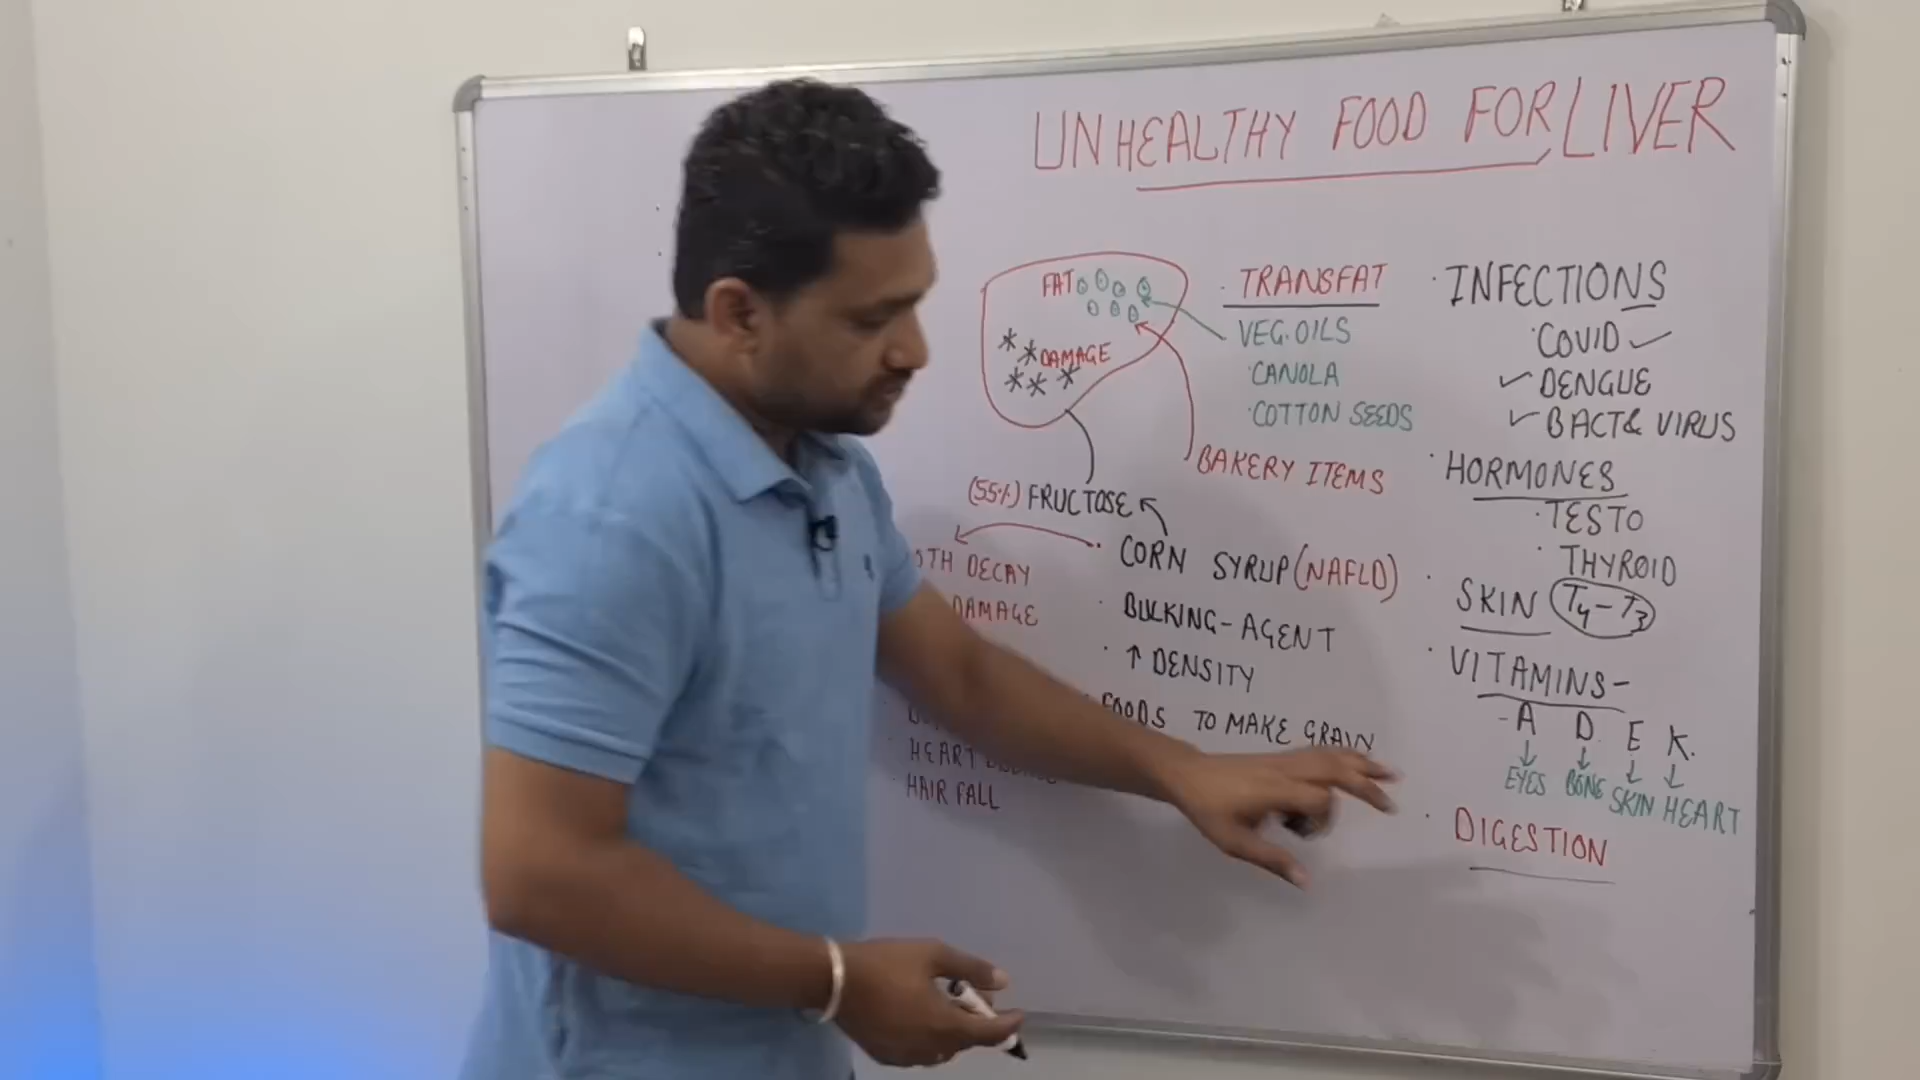 UNHEALTHY FOOD FOR LIVER
FAT
DAMAGE
· TRANSFAT
VEG. OILS
·CANOLA
·COTTON SEEDS
BAKERY ITEMS
(55%) FRUCTOSE
DECAY
DAMAGE
· CORN SYRUP (NAFLD)
· BULKING-AGENT
· ↑ DENSITY
FOODS TO MAKE GRAVY
· HEART
· HAIR FALL
· INFECTIONS
·COVID ✓
✓ DENGUE
✓ BACT& VIRUS
· HORMONES
·TESTO
· THYROID
· SKIN T4-T3
· VITAMINS-
- A D E K.
EYES BONE SKIN HEART
· DIGESTION